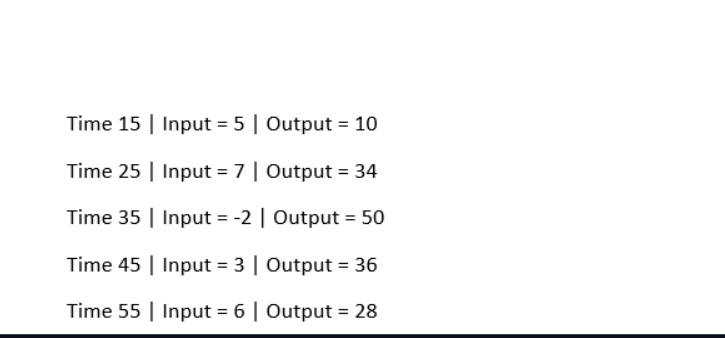 Time 15 | Input = 5 | Output = 10
Time 25 | Input = 7 | Output = 34
Time 35 | Input = -2 | Output = 50
Time 45 | Input = 3 | Output = 36
Time 55 | Input = 6 | Output = 28